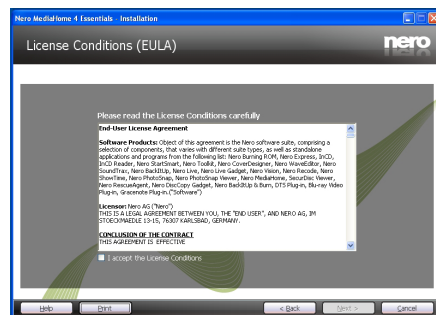 Nero MediaHome 4 Essentials - Installation
License Conditions (EULA)
nero
Please read the License Conditions carefully
End-User License Agreement
Software Products: Object of this agreement is the Nero software suite, comprising a
selection of components, that varies with different suite types, as well as standalone
applications and programs from the following list: Nero Burning ROM, Nero Express, InCD,
InCD Reader, Nero StartSmart, Nero Toolkit, Nero CoverDesigner, Nero WaveEditor, Nero
SoundTrax, Nero BackItUp, Nero Live, Nero Live Gadget, Nero Vision, Nero Recode, Nero
ShowTime, Nero PhotoSnap, Nero PhotoSnap Viewer, Nero MediaHome, SecurDisc Viewer,
Nero RescueAgent, Nero DiscCopy Gadget, Nero BackItUp & Burn, DTS Plug-in, Blu-ray Video
Plug-in, Gracenote Plug-in.("Software")
Licensor: Nero AG ("Nero")
THIS IS A LEGAL AGREEMENT BETWEEN YOU, THE "END USER", AND NERO AG, IM
STOECKMAEDLE 13-15, 76307 KARLSBAD, GERMANY.
CONCLUSION OF THE CONTRACT
THIS AGREEMENT IS EFFECTIVE
I accept the License Conditions
Help
Print
< Back
Next >
Cancel